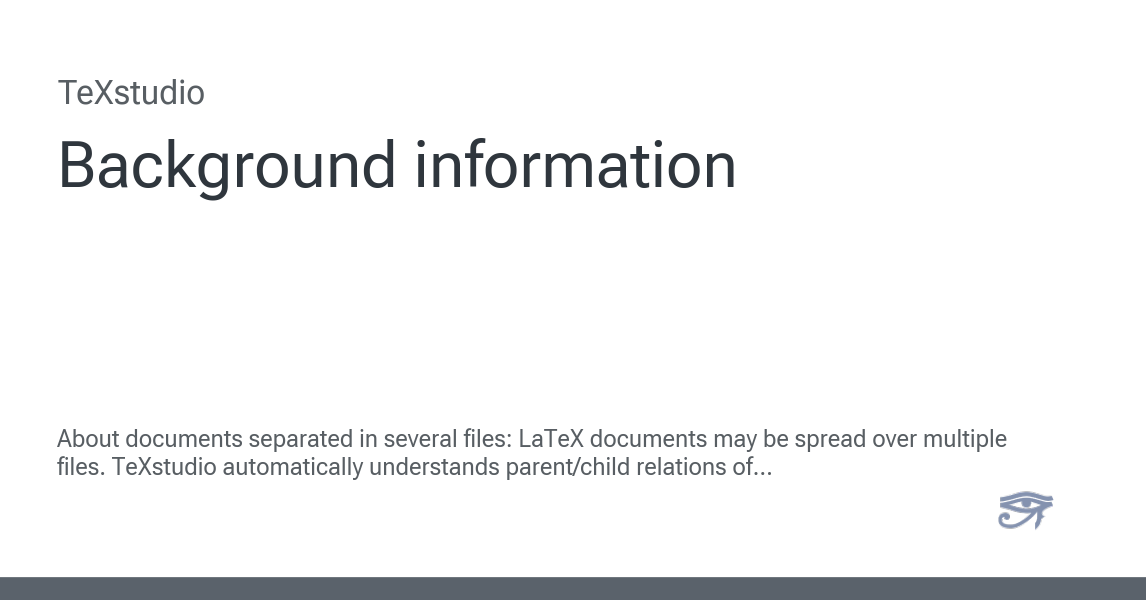 TeXstudio
Background information
About documents separated in several files: LaTeX documents may be spread over multiple
files. TeXstudio automatically understands parent/child relations of...